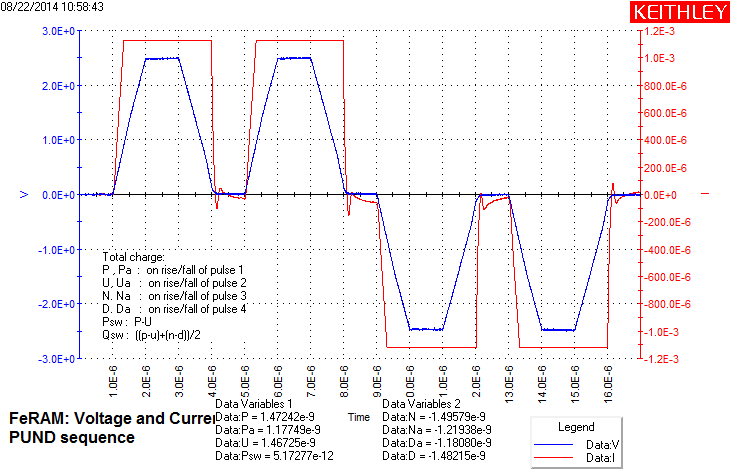 08/22/2014 10:58:43
KEITHLEY
3.0E+0
2.0E+0
1.0E+0
0.0E+0
-1.0E+0
-2.0E+0
-3.0E+0
V
1.2E-3
1.0E-3
800.0E-6
600.0E-6
400.0E-6
200.0E-6
0.0E+0
-200.0E-6
-400.0E-6
-600.0E-6
-800.0E-6
-1.0E-3
-1.2E-3
I
Total charge:
P , Pa : on rise/fall of pulse 1
U, Ua : on rise/fall of pulse 2
N. Na : on rise/fall of pulse 3
D. Da : on rise/fall of pulse 4
Psw : P-U
Qsw : ((p-u)+(n-d))/2
1.0E-6
2.0E-6
3.0E-6
4.0E-6
5.0E-6
6.0E-6
7.0E-6
8.0E-6
9.0E-6
0.0E-6
1.0E-6
2.0E-6
13.0E-6
14.0E-6
15.0E-6
16.0E-6
FeRAM: Voltage and Curre
PUND sequence
Data Variables 1
Data:P = 1.47242e-9
Data:Pa = 1.17749e-9
Data:U = 1.46725e-9
Data:Psw = 5.17277e-12
Time
Data Variables 2
Data:N = -1.49579e-9
Data:Na = -1.21938e-9
Data:Da = -1.18080e-9
Data:D = -1.48215e-9
Legend
Data:V
Data:I